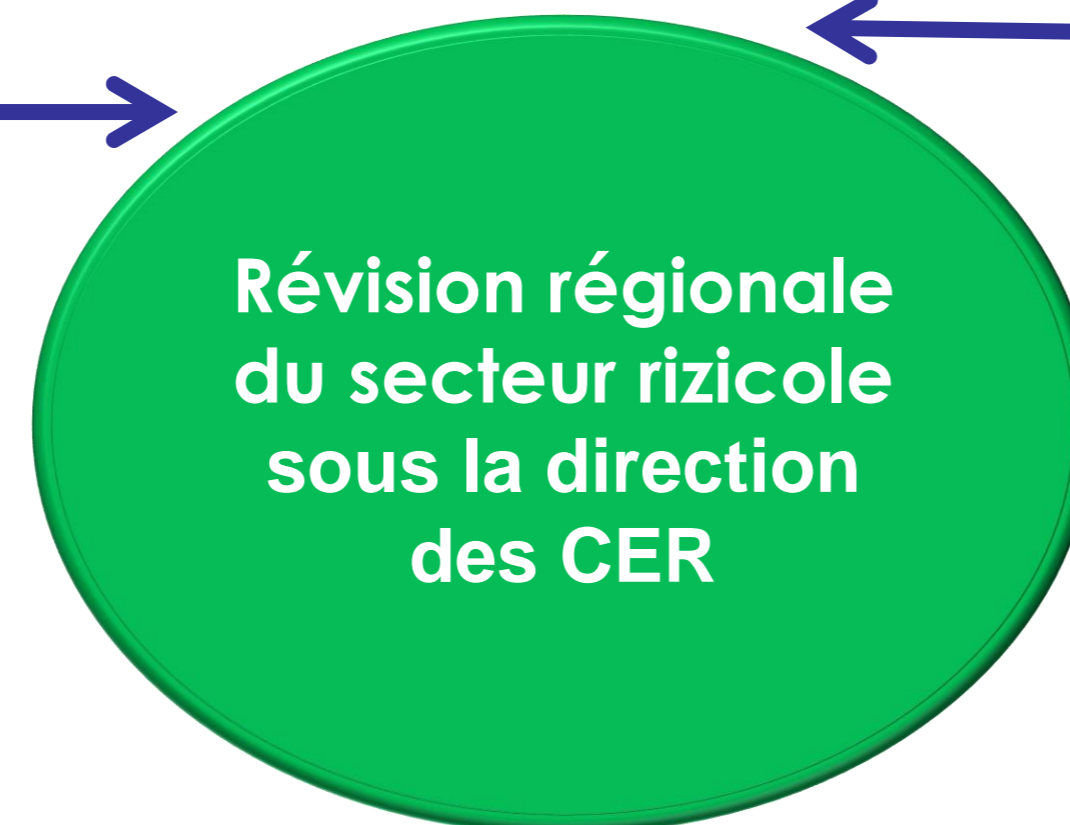 Révision régionale
du secteur rizicole
sous la direction
des CER